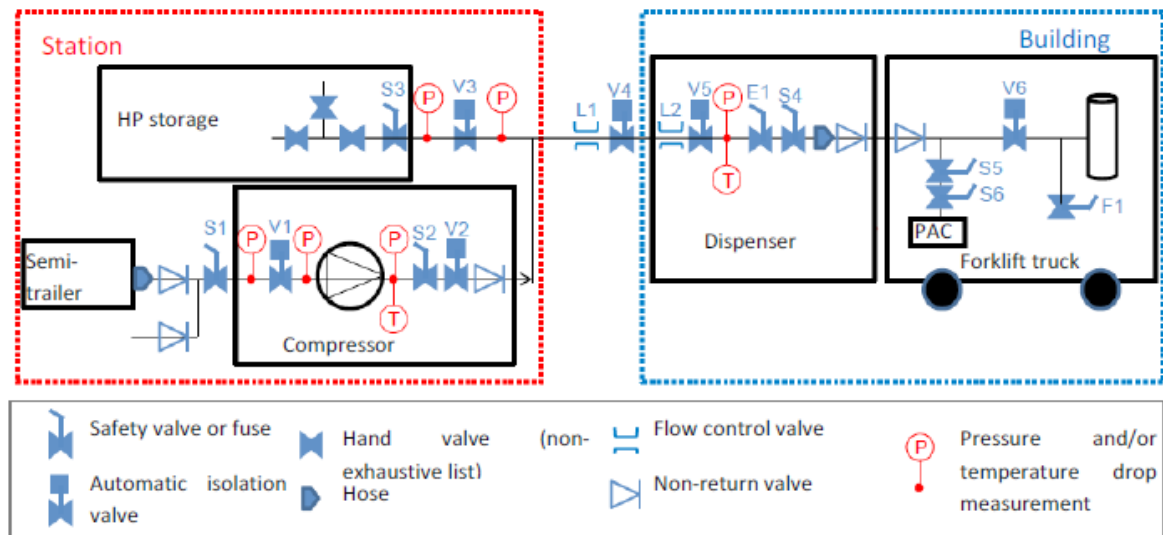 Station
Building
HP storage
S3
V3
P
P
L1
V4
L2
V5
P
E1
S4
V6
T
S5
S6
F1
PAC
Dispenser
Forklift truck
Semi-
trailer
S1
P
V1
P
P
S2
V2
T
Compressor
Safety valve or fuse
Automatic isolation
valve
Hand valve (non-
exhaustive list)
Hose
Flow control valve
Non-return valve
P
Pressure and/or
temperature drop
measurement